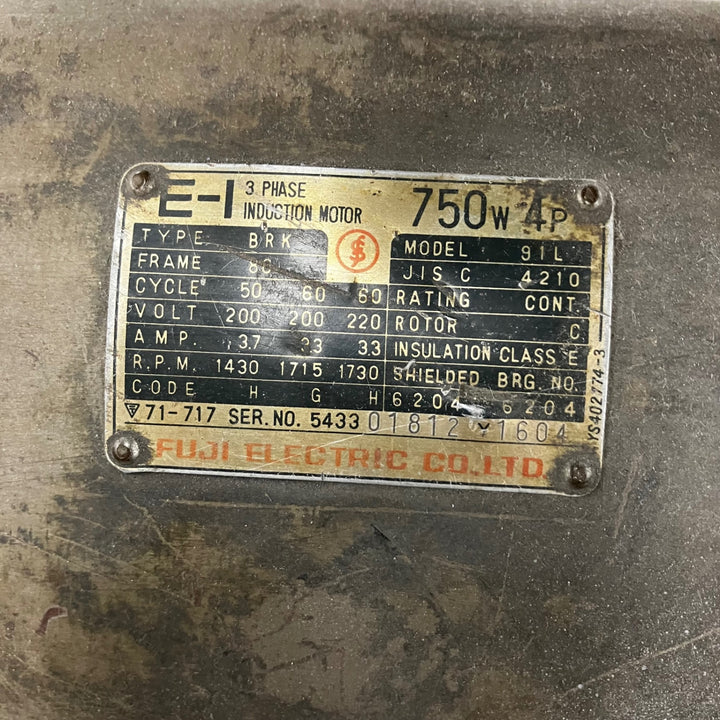 E-I 3 PHASE INDUCTION MOTOR 750W 4P
TYPE BRK
FRAME
CYCLE 50 60 60
VOLT 200 200 220
AMP. 3.7 3.3 3.3
R.P.M. 1430 1715 1730
CODE H G H
MODEL 91L
JIS C 4210
RATING CONT.
ROTOR C
INSULATION CLASS E
SHIELDED BRG. NO.
6204 6204
71-717 SER. NO. 5433 01812 Y1604
FUJI ELECTRIC CO., LTD.
YS402774-3